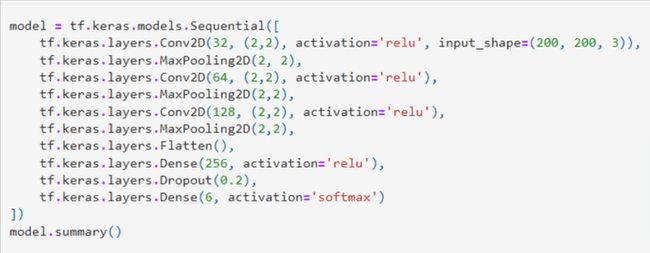 model = tf.keras.models.Sequential([
    tf.keras.layers.Conv2D(32, (2,2), activation='relu', input_shape=(200, 200, 3)),
    tf.keras.layers.MaxPooling2D(2, 2),
    tf.keras.layers.Conv2D(64, (2,2), activation='relu'),
    tf.keras.layers.MaxPooling2D(2,2),
    tf.keras.layers.Conv2D(128, (2,2), activation='relu'),
    tf.keras.layers.MaxPooling2D(2,2),
    tf.keras.layers.Flatten(),
    tf.keras.layers.Dense(256, activation='relu'),
    tf.keras.layers.Dropout(0.2),
    tf.keras.layers.Dense(6, activation='softmax')
])
model.summary()